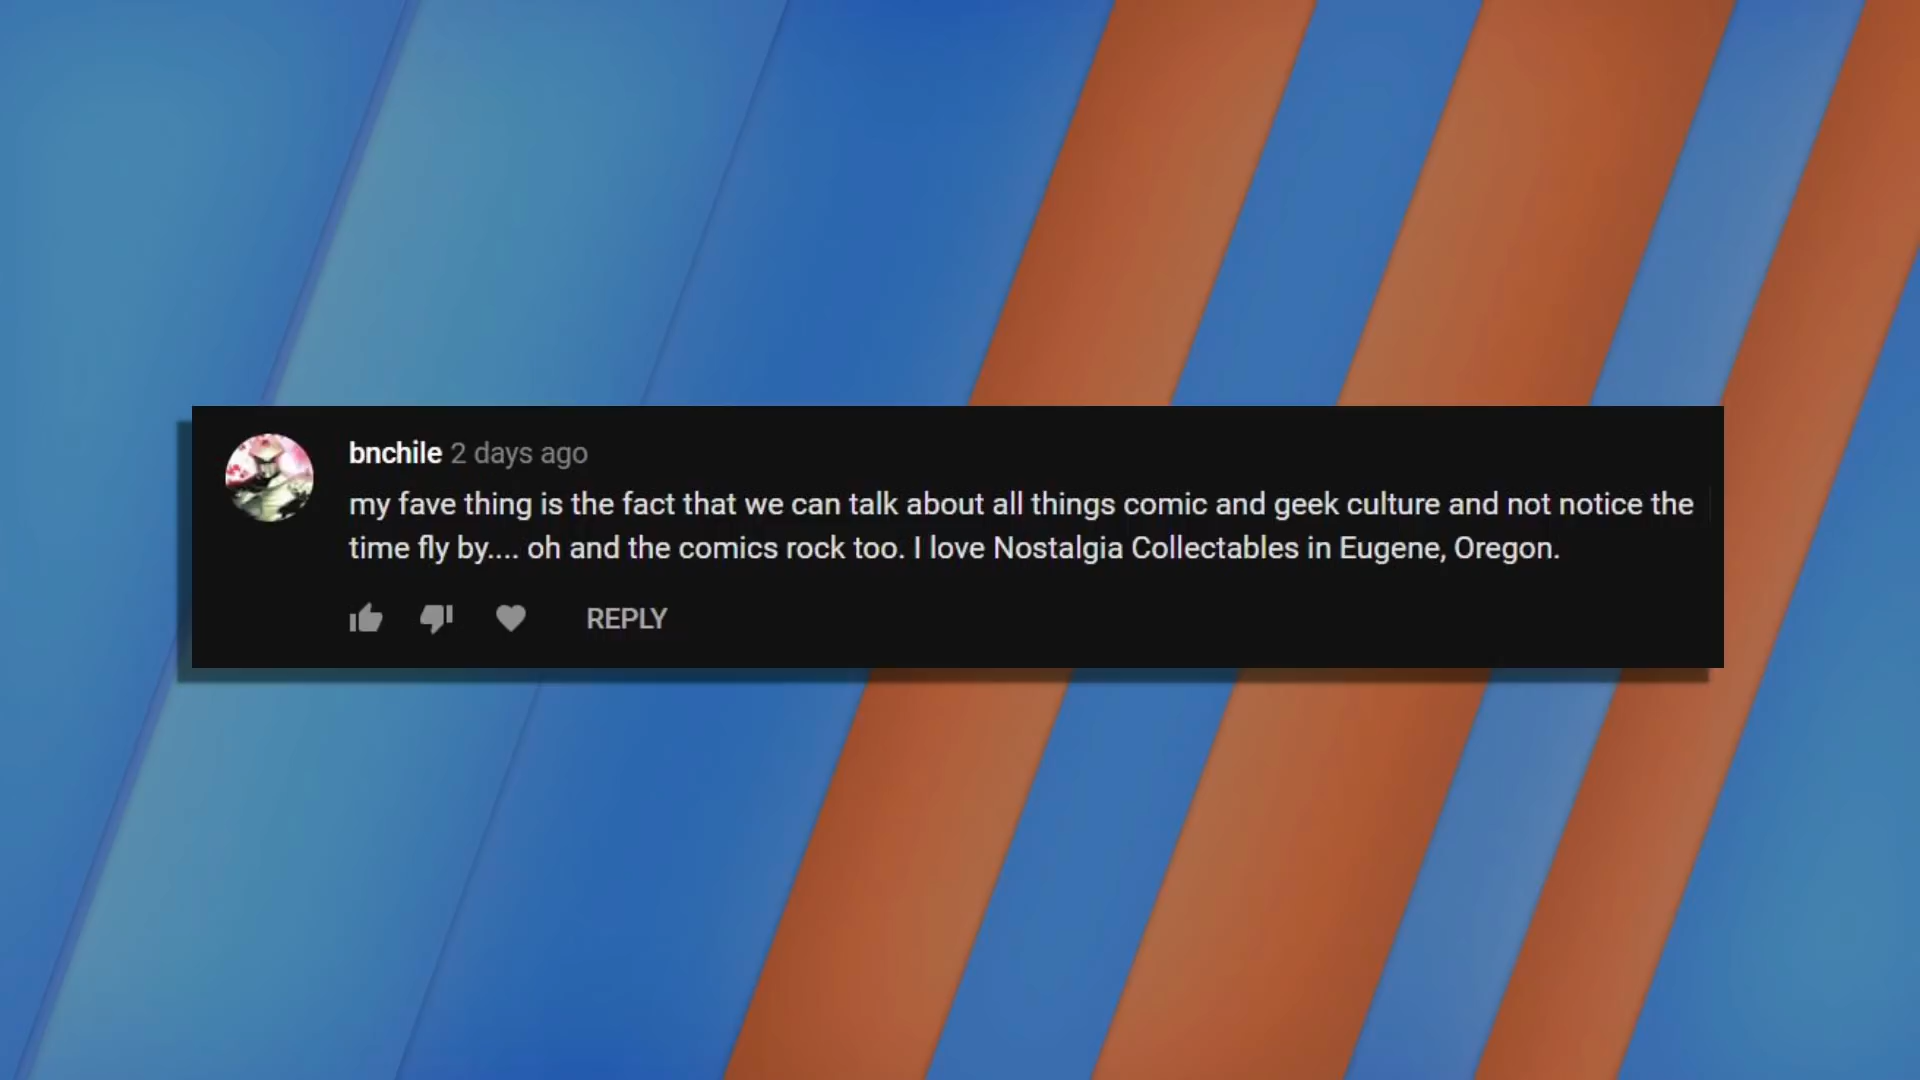 bnchile 2 days ago
my fave thing is the fact that we can talk about all things comic and geek culture and not notice the
time fly by.... oh and the comics rock too. I love Nostalgia Collectables in Eugene, Oregon.
REPLY